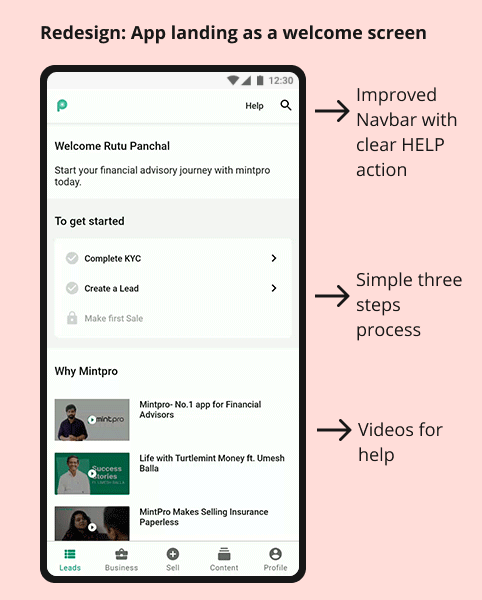 Redesign: App landing as a welcome screen
12:30
Help
Improved
Navbar with
clear HELP
action
Welcome Rutu Panchal
Start your financial advisory journey with mintpro
today.
To get started
Complete KYC
Create a Lead
Make first Sale
Simple three
steps
process
Why Mintpro
mintpro
Mintpro- No.1 app for Financial
Advisors
Success
Stories
FT. UMESH BALLA
Life with Turtlemint Money ft. Umesh
Balla
Videos for
help
MintPro Makes Selling Insurance
Paperless
Leads
Business
Sell
Content
Profile